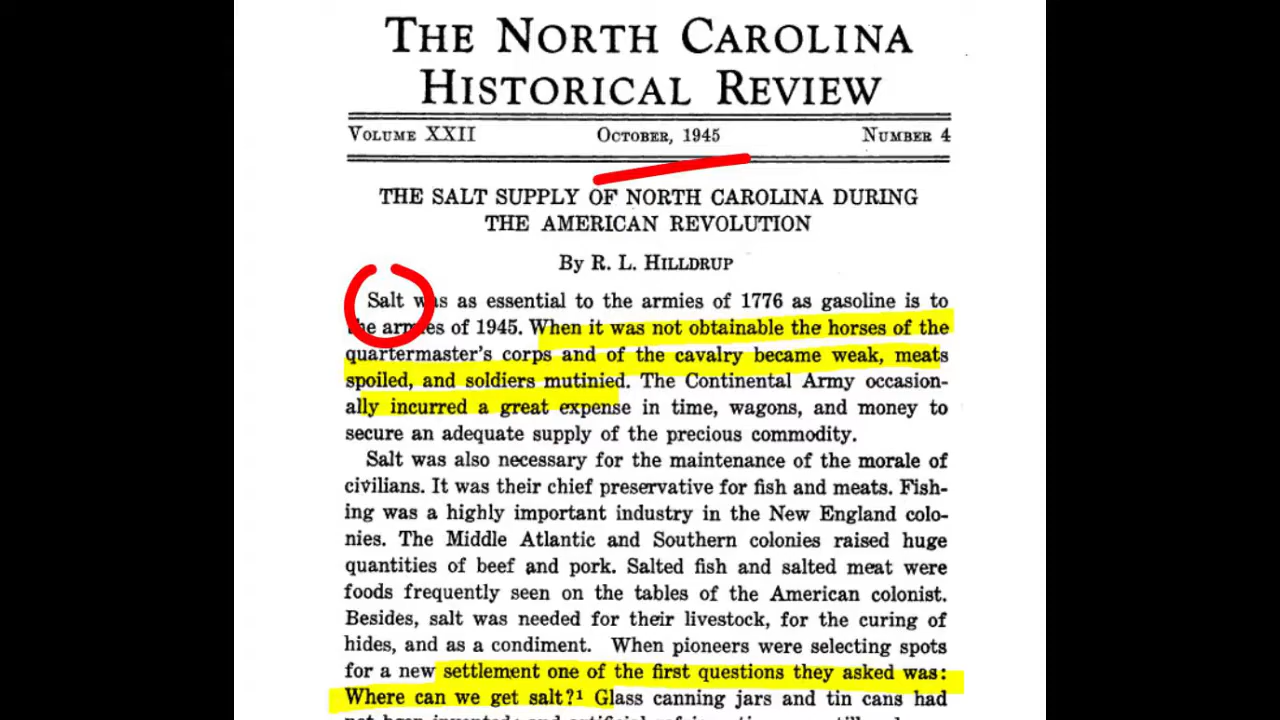 THE NORTH CAROLINA
HISTORICAL REVIEW
VOLUME XXII OCTOBER, 1945 NUMBER 4
THE SALT SUPPLY OF NORTH CAROLINA DURING
THE AMERICAN REVOLUTION
By R. L. HILLDRUP
Salt was as essential to the armies of 1776 as gasoline is to
the armies of 1945. When it was not obtainable the horses of the
quartermaster's corps and of the cavalry became weak, meats
spoiled, and soldiers mutinied. The Continental Army occasion-
ally incurred a great expense in time, wagons, and money to
secure an adequate supply of the precious commodity.
Salt was also necessary for the maintenance of the morale of
civilians. It was their chief preservative for fish and meats. Fish-
ing was a highly important industry in the New England colo-
nies. The Middle Atlantic and Southern colonies raised huge
quantities of beef and pork. Salted fish and salted meat were
foods frequently seen on the tables of the American colonist.
Besides, salt was needed for their livestock, for the curing of
hides, and as a condiment. When pioneers were selecting spots
for a new settlement one of the first questions they asked was:
Where can we get salt?¹ Glass canning jars and tin cans had